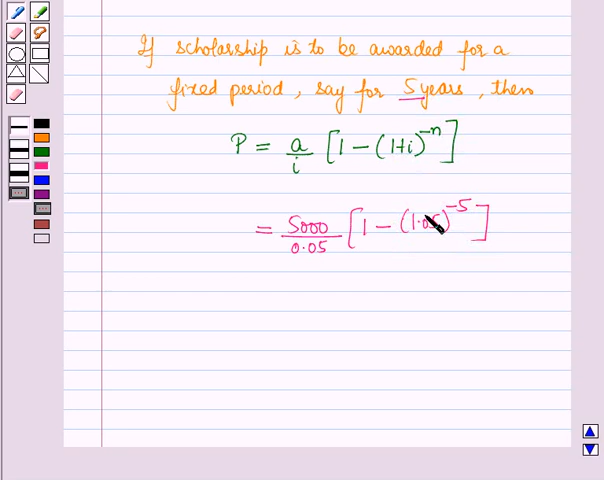 If scholarship is to be awarded for a
fixed period, say for 5 years, then
P = a/i [1 - (1+i)^-n]
= 5000/0.05 [1 - (1.05)^-5]